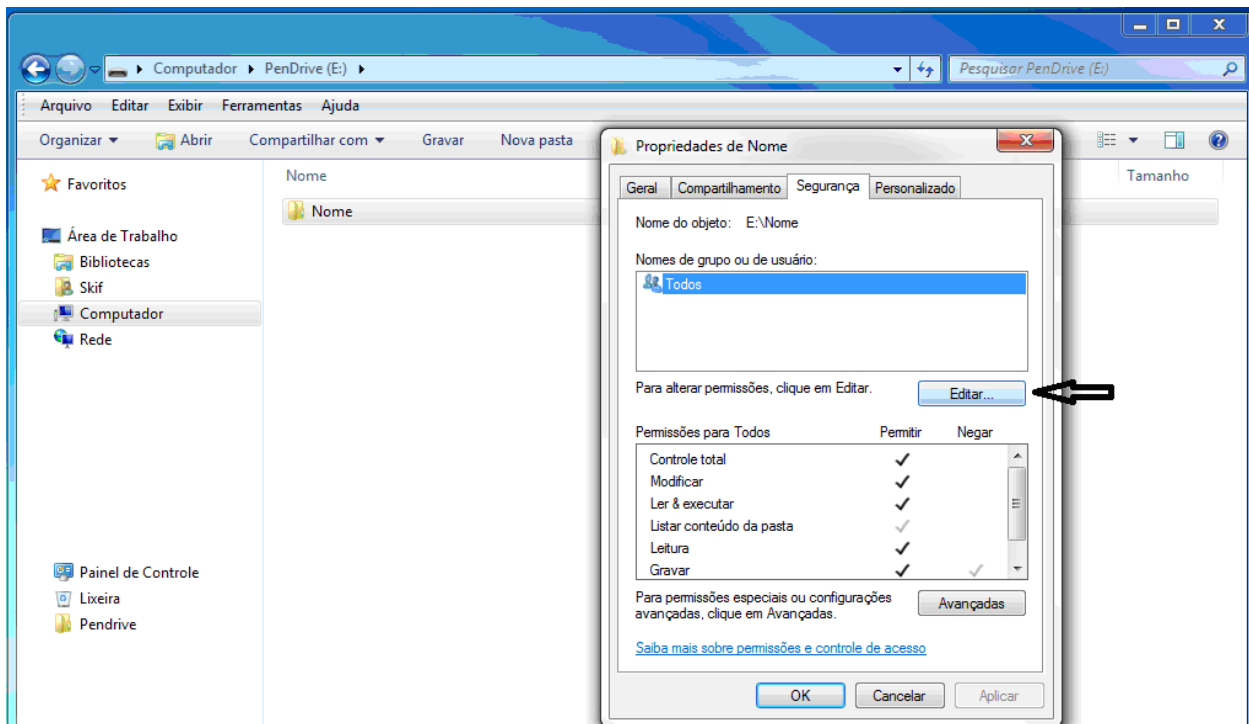 Computador PenDrive (E:)
Pesquisar PenDrive (E:)
Arquivo Editar Exibir Ferramentas Ajuda
Organizar Abrir Compartilhar com Gravar Nova pasta
Favoritos
Área de Trabalho
Bibliotecas
Skif
Computador
Rede
Painel de Controle
Lixeira
Pendrive
Nome
Tamanho
Nome
Propriedades de Nome
Geral Compartilhamento Segurança Personalizado
Nome do objeto: E:\Nome
Nomes de grupo ou de usuário:
Todos
Para alterar permissões, clique em Editar.
Editar...
Permissões para Todos Permitir Negar
Controle total
Modificar
Ler & executar
Listar conteúdo da pasta
Leitura
Gravar
Para permissões especiais ou configurações
avançadas, clique em Avançadas.
Avançadas
Saiba mais sobre permissões e controle de acesso
OK Cancelar Aplicar